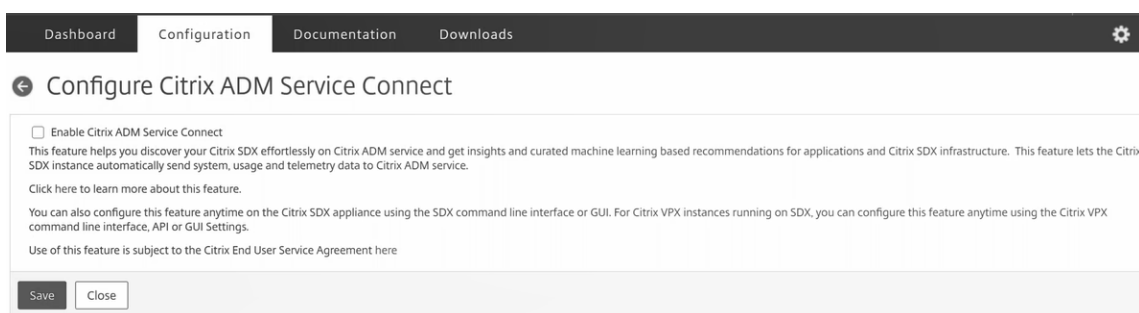 Dashboard Configuration Documentation Downloads
Configure Citrix ADM Service Connect
Enable Citrix ADM Service Connect
This feature helps you discover your Citrix SDX effortlessly on Citrix ADM service and get insights and curated machine learning based recommendations for applications and Citrix SDX infrastructure. This feature lets the Citrix
SDX instance automatically send system, usage and telemetry data to Citrix ADM service.
Click here to learn more about this feature.
You can also configure this feature anytime on the Citrix SDX appliance using the SDX command line interface or GUI. For Citrix VPX instances running on SDX, you can configure this feature anytime using the Citrix VPX
command line interface, API or GUI Settings.
Use of this feature is subject to the Citrix End User Service Agreement here
Save Close